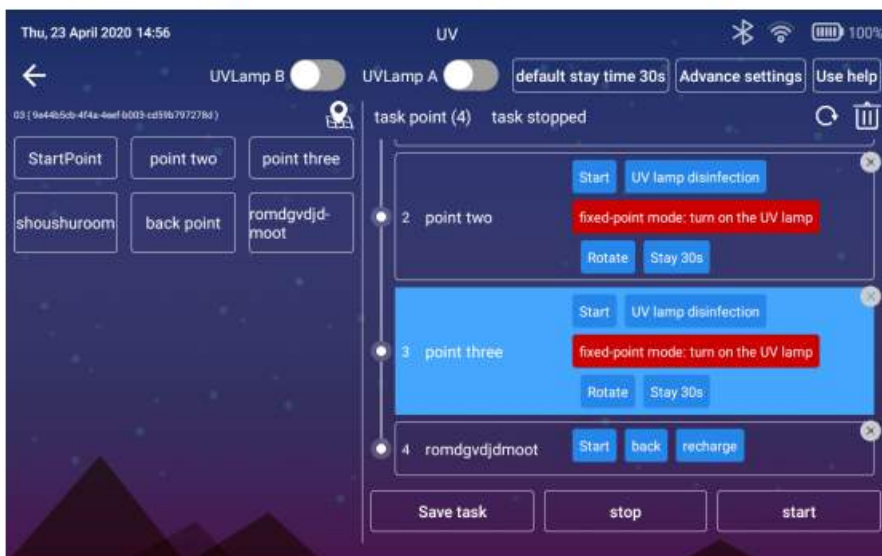 Thu, 23 April 2020 14:56
UV
100%
UVLamp B
UVLamp A
default stay time 30s
Advance settings
Use help
task point (4) task stopped
StartPoint
point two
point three
shoushuroom
back point
romdgvdjd-
moot
Start
UV lamp disinfection
2 point two
fixed-point mode: turn on the UV lamp
Rotate
Stay 30s
Start
UV lamp disinfection
3 point three
fixed-point mode: turn on the UV lamp
Rotate
Stay 30s
4 romdgvdjdmoot
Start
back
recharge
Save task
stop
start